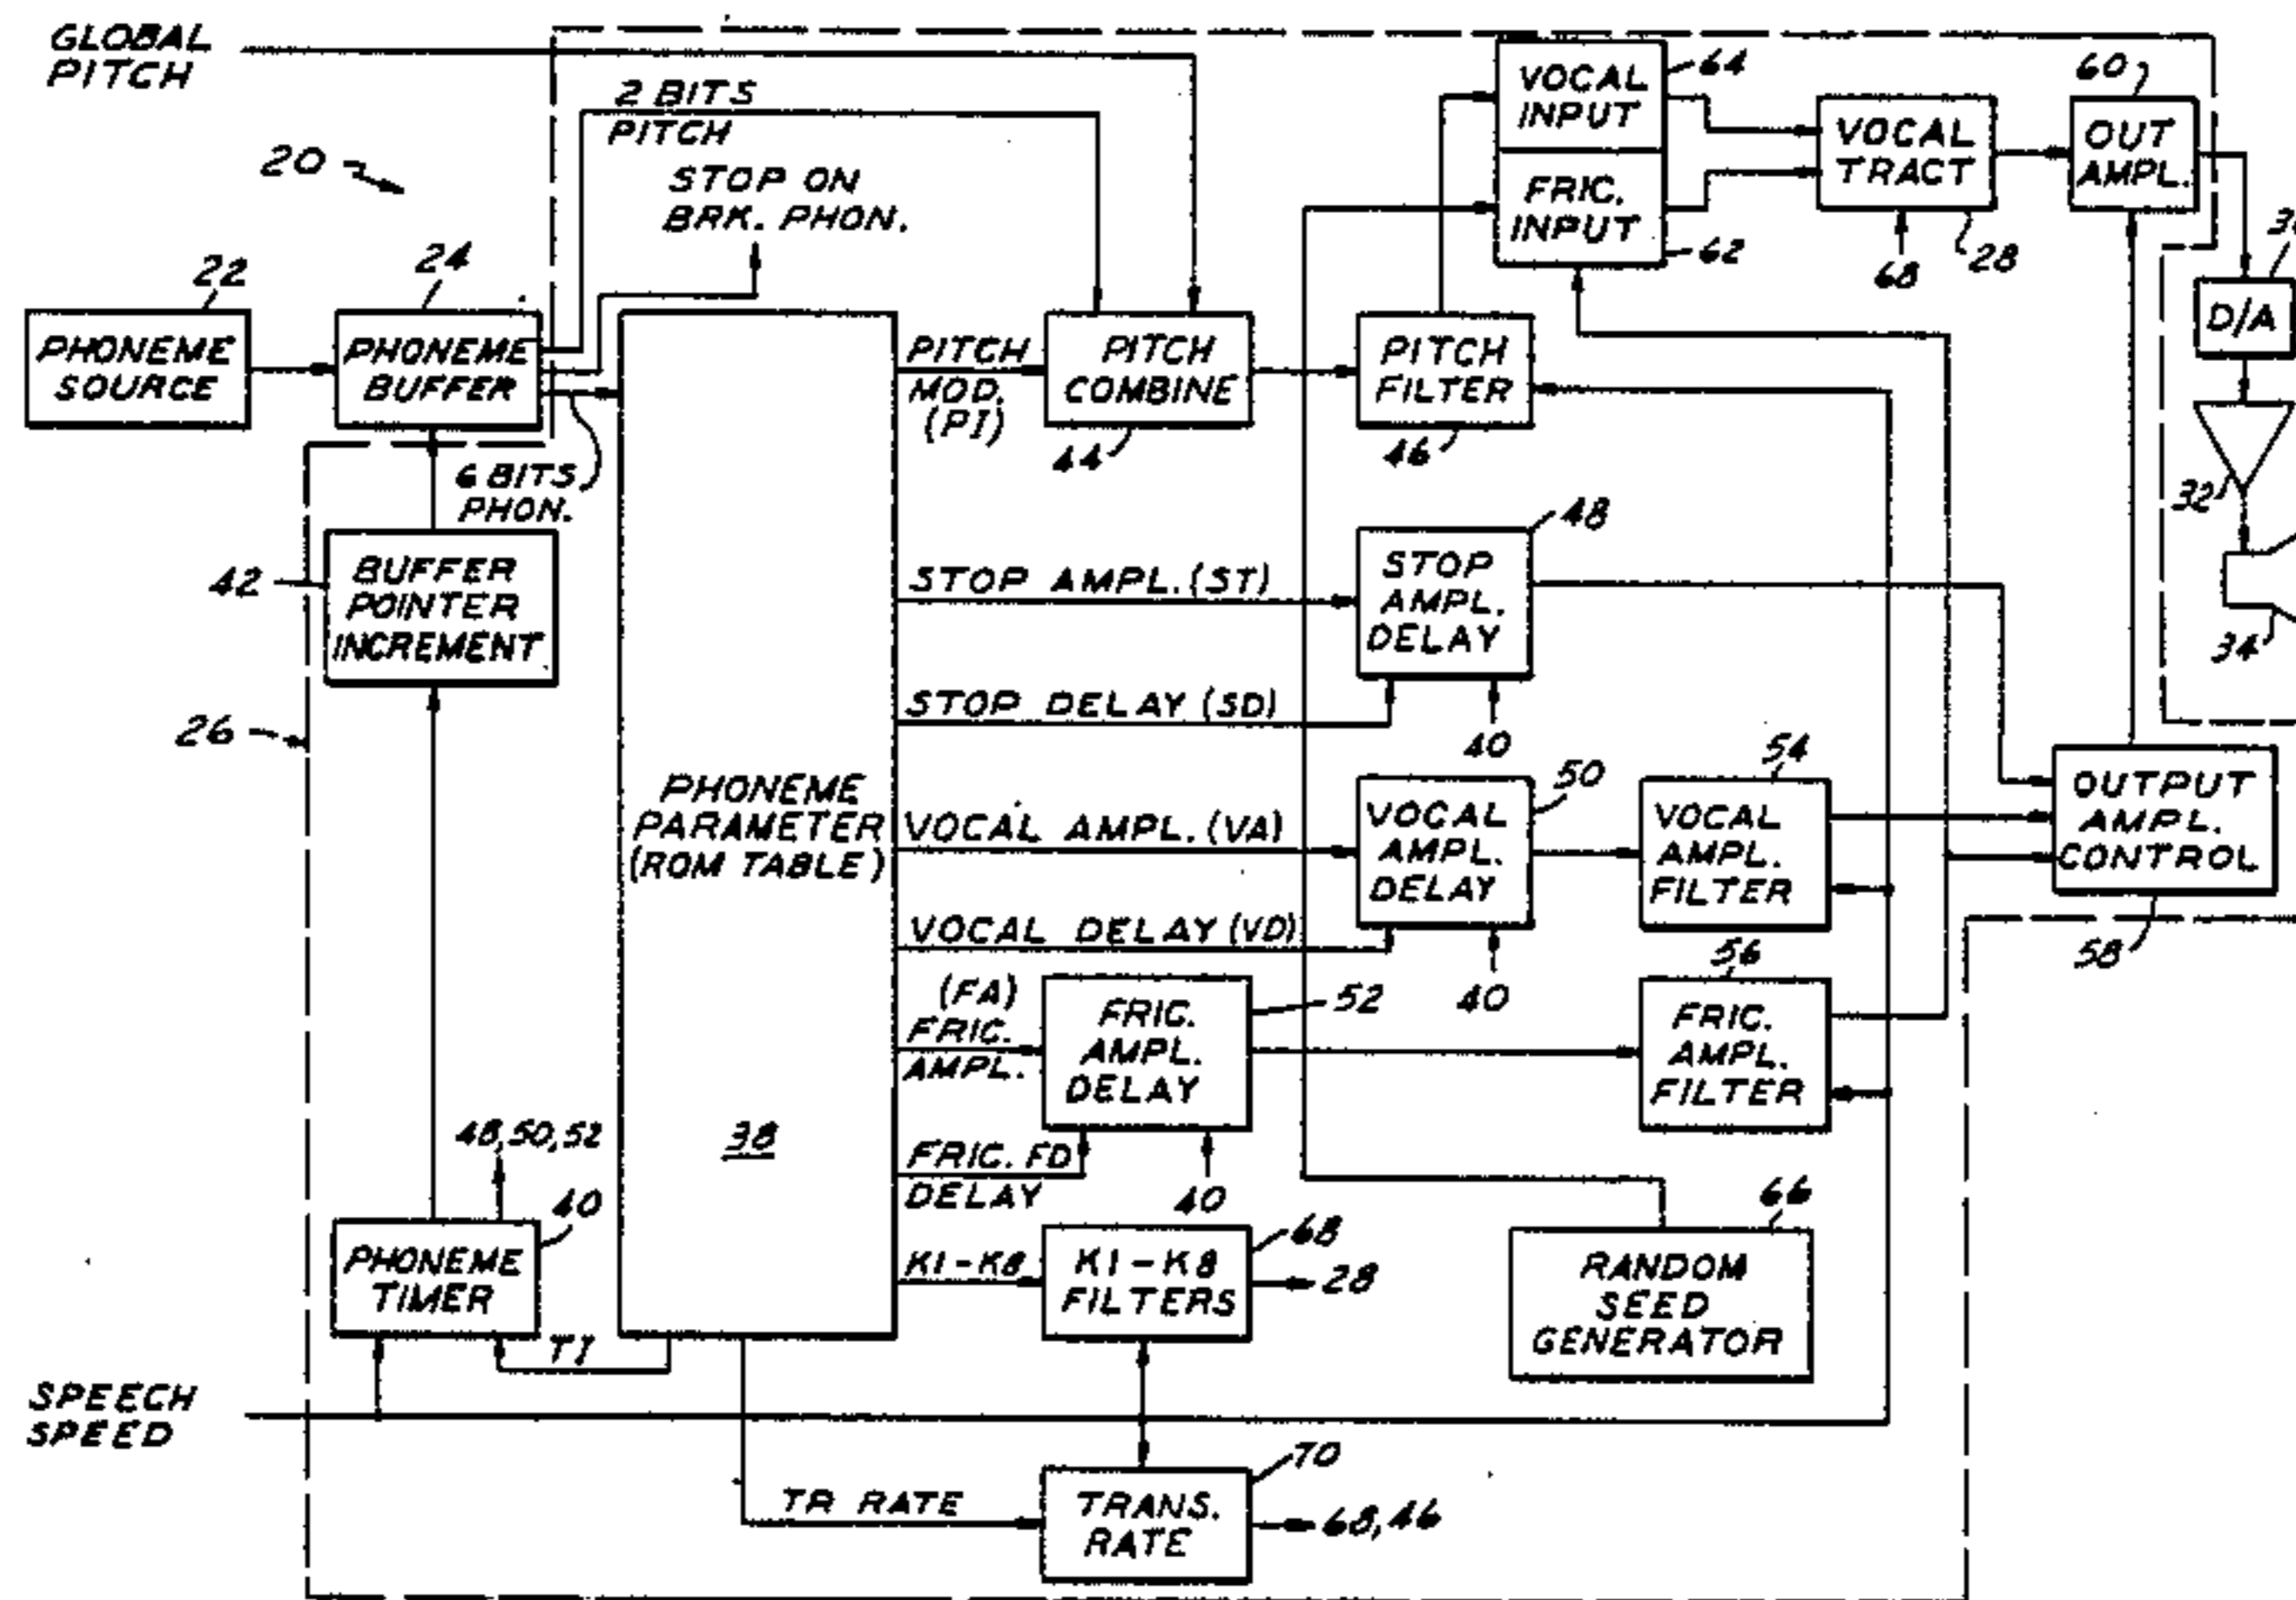 GLOBAL
PITCH
2 BITS
PITCH
20
STOP ON
BRK. PHON.
VOCAL
INPUT
64
FRIC.
INPUT
62
VOCAL
TRACT
68
28
60
OUT
AMPL.
D/A
32
34
22
PHONEME
SOURCE
24
PHONEME
BUFFER
6 BITS
PHON.
42
BUFFER
POINTER
INCREMENT
26
PITCH
MOD.
(PI)
PITCH
COMBINE
44
PITCH
FILTER
46
STOP AMPL. (ST)
48
STOP
AMPL.
DELAY
STOP DELAY (SD)
40
PHONEME
PARAMETER
(ROM TABLE)
38
VOCAL AMPL. (VA)
50
VOCAL
AMPL.
DELAY
VOCAL DELAY (VD)
40
54
VOCAL
AMPL.
FILTER
OUTPUT
AMPL.
CONTROL
58
(FA)
FRIC.
AMPL.
52
FRIC.
AMPL.
DELAY
FRIC. FD
DELAY
40
56
FRIC.
AMPL.
FILTER
48, 50, 52
40
PHONEME
TIMER
TI
K1-K8
K1-K8
FILTERS
68
28
66
RANDOM
SEED
GENERATOR
SPEECH
SPEED
TR RATE
70
TRANS.
RATE
68, 46